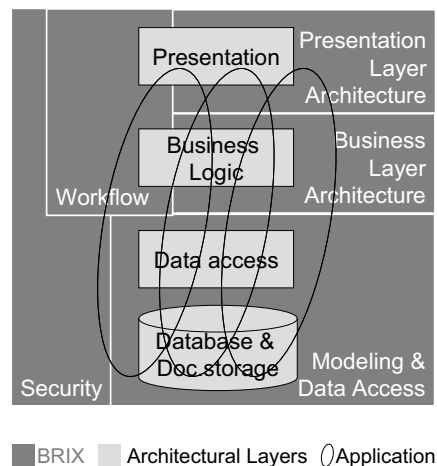 Presentation
Presentation
Layer
Architecture
Business
Logic
Business
Layer
Architecture
Workflow
Data access
Database &
Doc storage
Modeling &
Data Access
Security
BRIX Architectural Layers Application